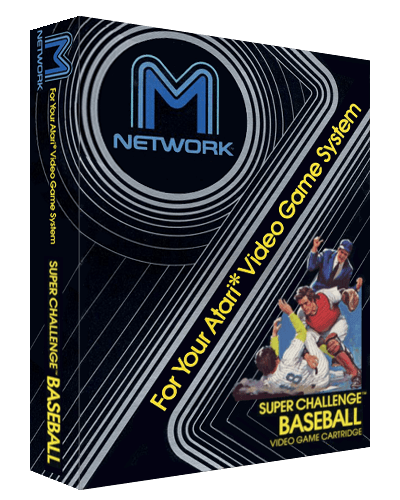 M
NETWORK
For Your Atari* Video Game System
SUPER CHALLENGE™ BASEBALL
M
NETWORK
For Your Atari* Video Game System
8
SUPER CHALLENGE™
BASEBALL
VIDEO GAME CARTRIDGE